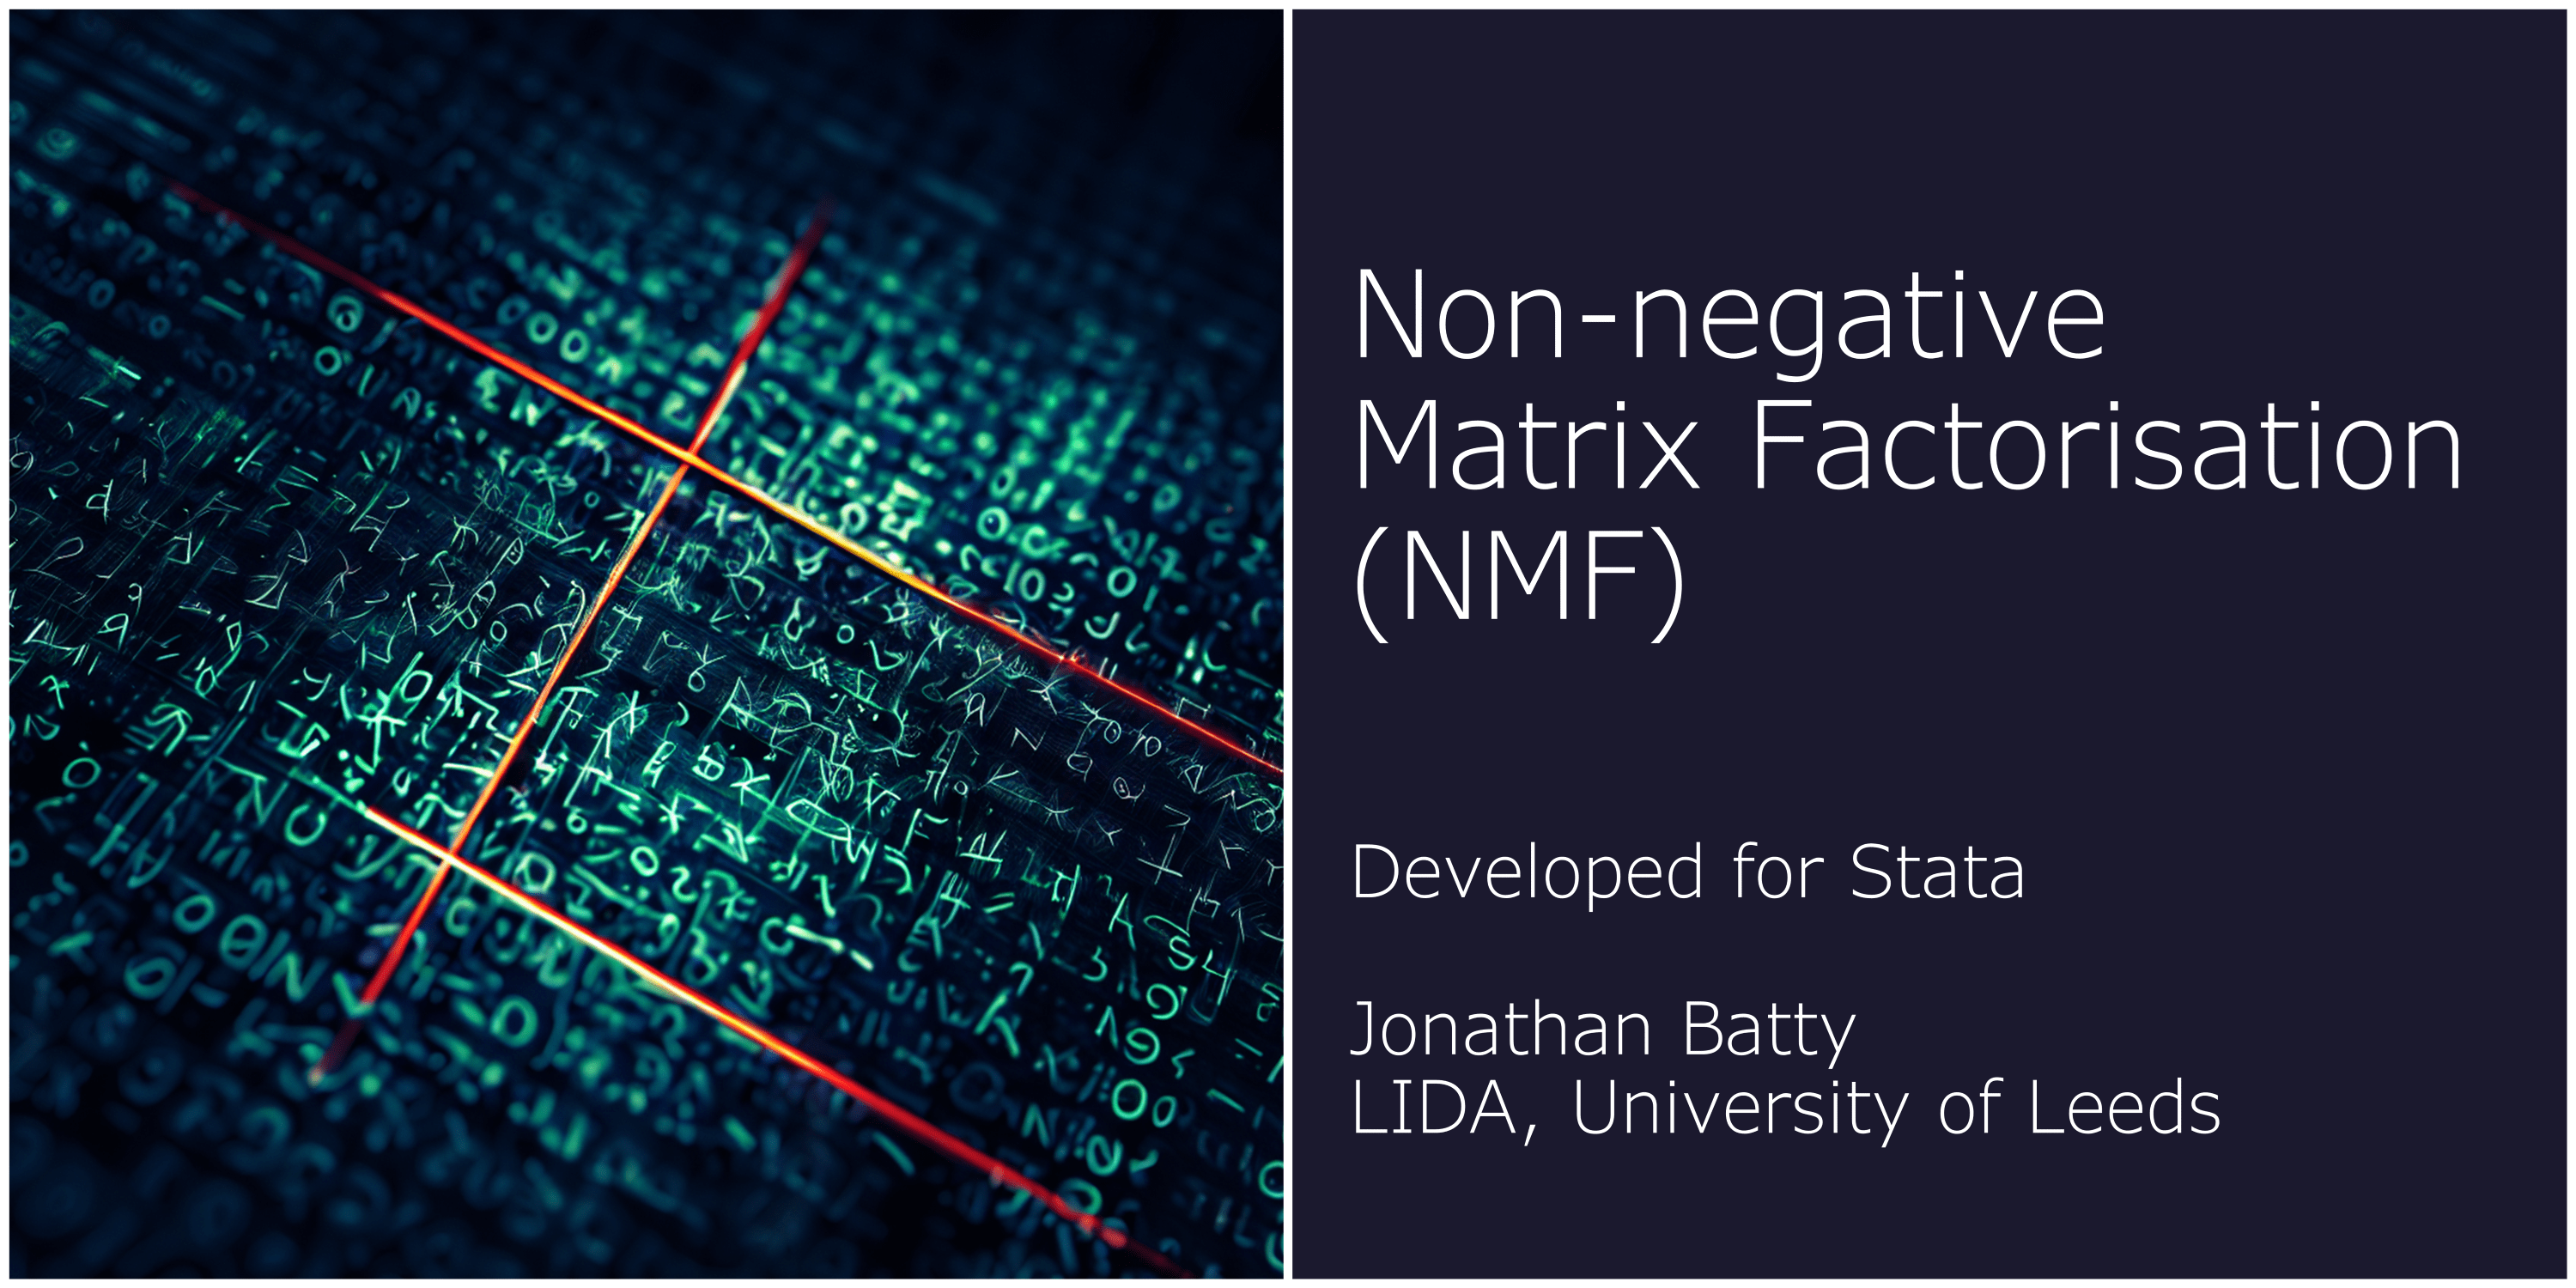 Non-negative
Matrix Factorisation
(NMF)
Developed for Stata
Jonathan Batty
LIDA, University of Leeds